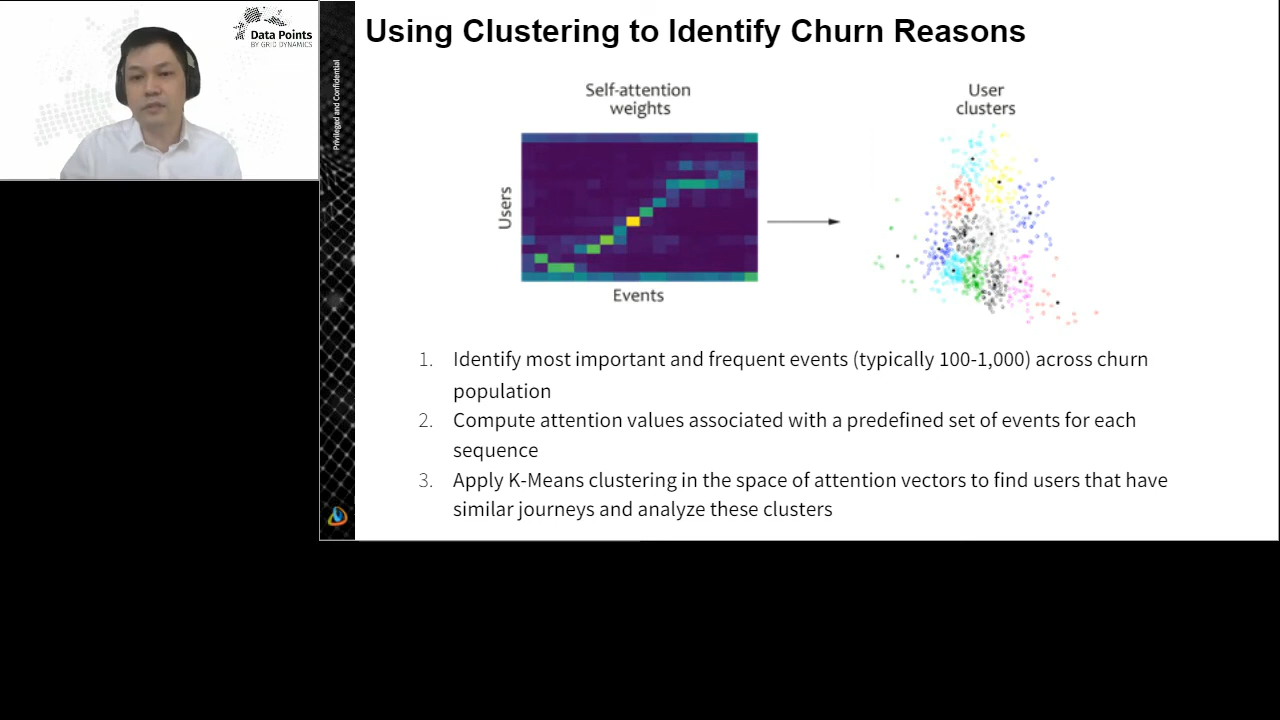 Data Points
BY GRID DYNAMICS
Privileged and Confidential
Using Clustering to Identify Churn Reasons
Self-attention
weights
User
clusters
Users
Events
1. Identify most important and frequent events (typically 100-1,000) across churn
population
2. Compute attention values associated with a predefined set of events for each
sequence
3. Apply K-Means clustering in the space of attention vectors to find users that have
similar journeys and analyze these clusters